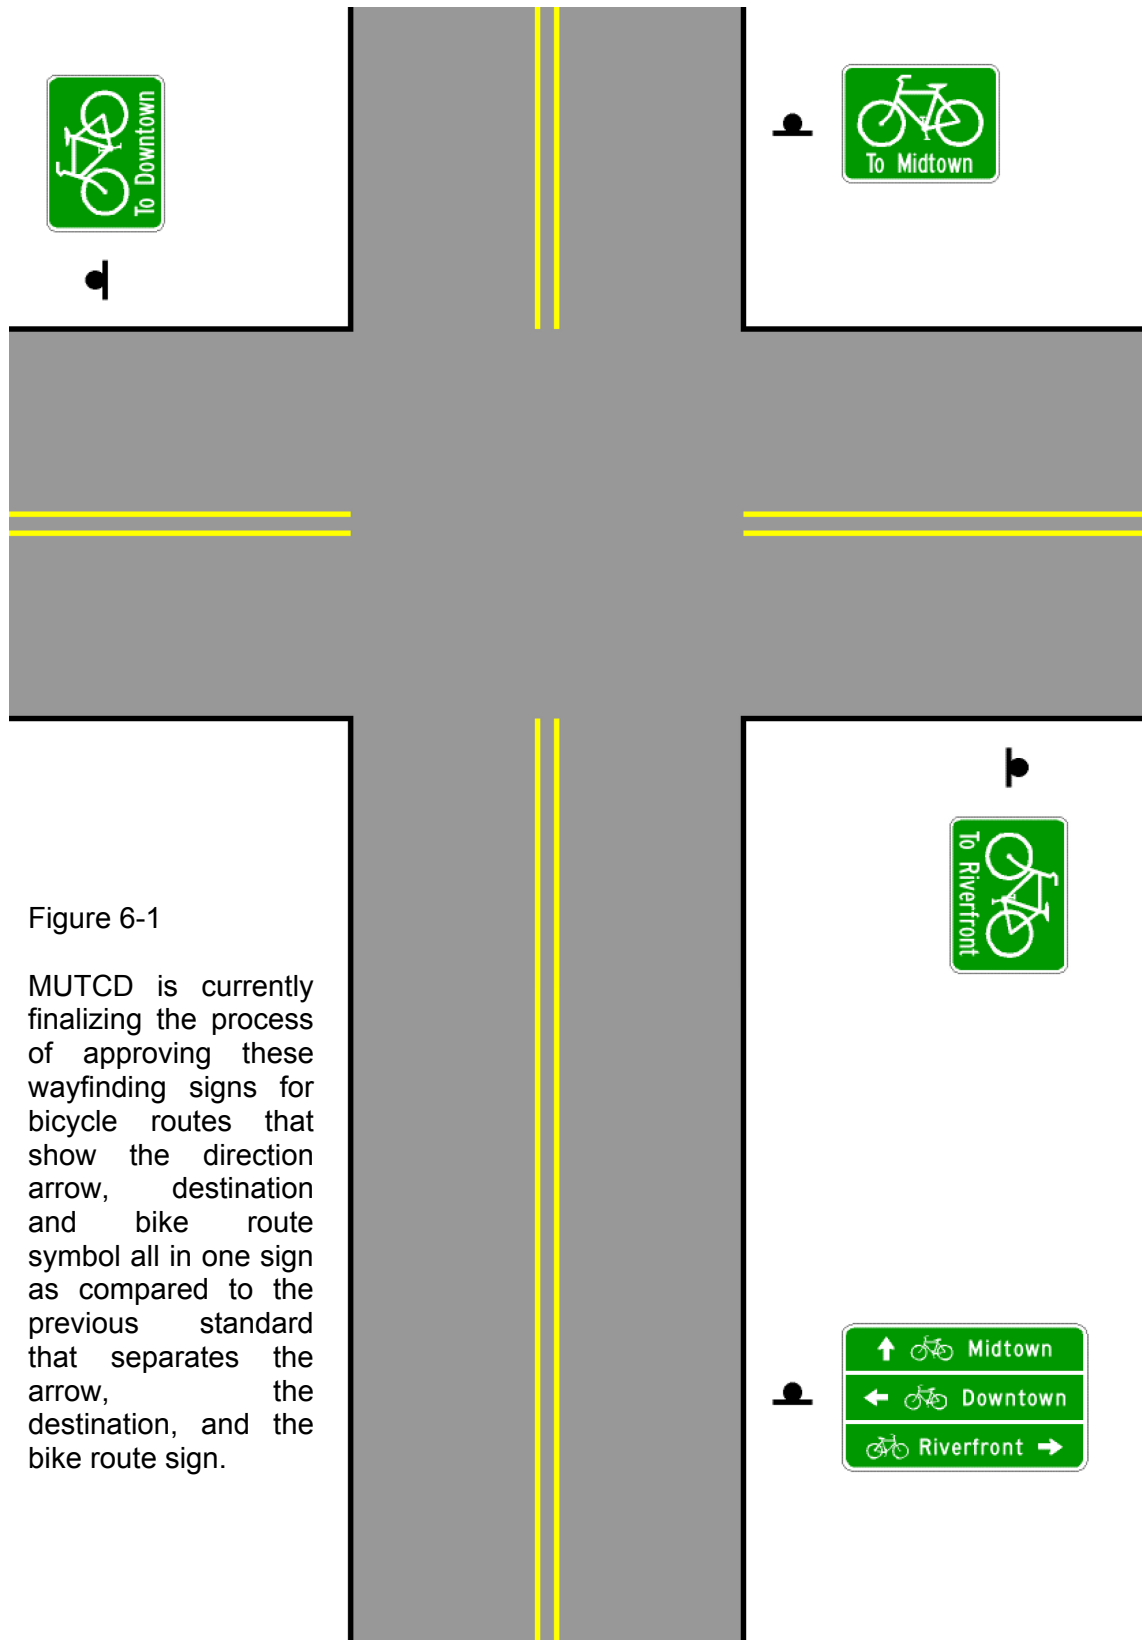 To Downtown
To Midtown
To Riverfront
Figure 6-1
MUTCD is currently
finalizing the process
of approving these
wayfinding signs for
bicycle routes that
show the direction
arrow, destination
and bike route
symbol all in one sign
as compared to the
previous standard
that separates the
arrow, the
destination, and the
bike route sign.
Midtown
Downtown
Riverfront